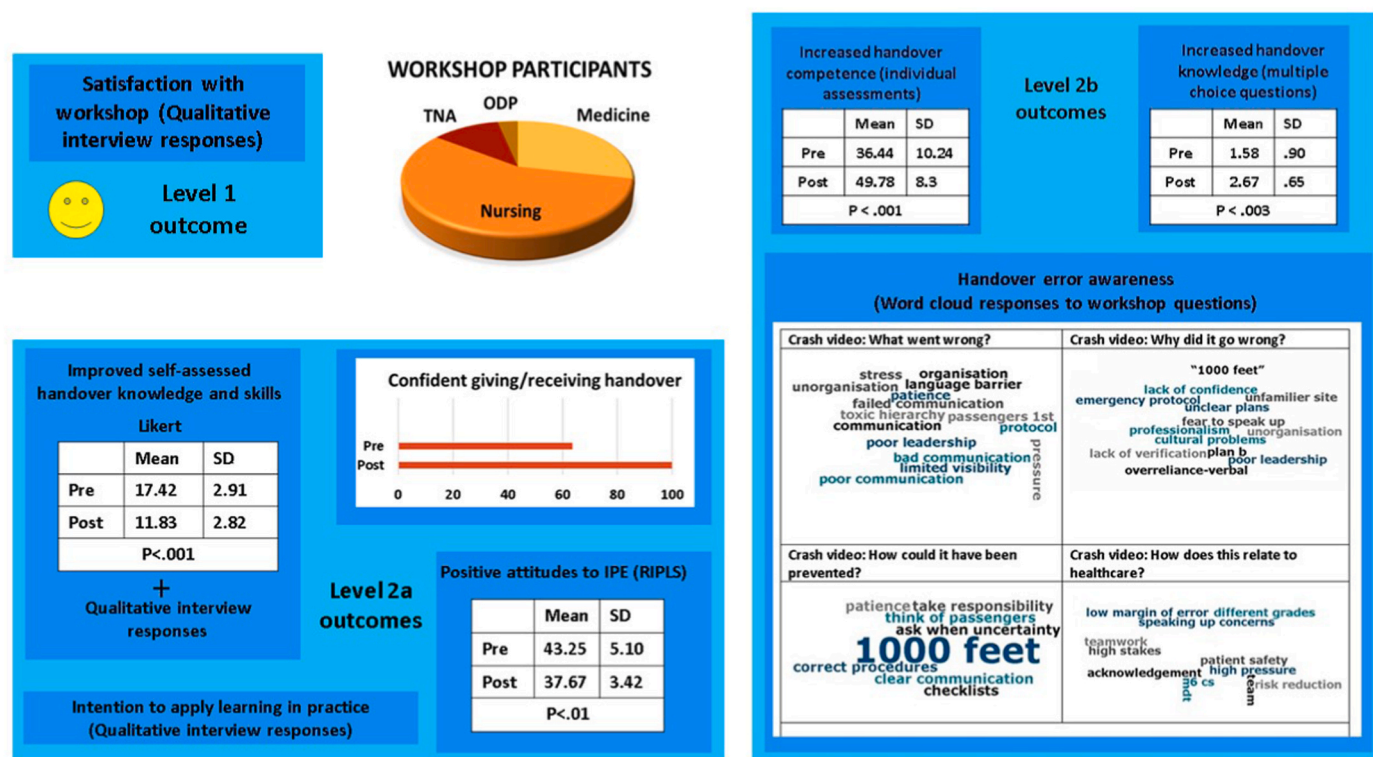 Satisfaction with
workshop (Qualitative
interview responses)
Level 1
outcome
WORKSHOP PARTICIPANTS
TNA
ODP
Medicine
Nursing
Improved self-assessed
handover knowledge and skills
Likert
Mean SD
Pre 17.42 2.91
Post 11.83 2.82
P<.001
+
Qualitative interview
responses
Confident giving/receiving handover
Pre
Post
0 20 40 60 80 100
Level 2a
outcomes
Positive attitudes to IPE (RIPLS)
Mean SD
Pre 43.25 5.10
Post 37.67 3.42
P<.01
Intention to apply learning in practice
(Qualitative interview responses)
Increased handover
competence (individual
assessments)
Mean SD
Pre 36.44 10.24
Post 49.78 8.3
P < .001
Level 2b
outcomes
Increased handover
knowledge (multiple
choice questions)
Mean SD
Pre 1.58 .90
Post 2.67 .65
P < .003
Handover error awareness
(Word cloud responses to workshop questions)
Crash video: What went wrong?
stress organisation
unorganisation language barrier
patience
failed communication
toxic hierarchy passengers 1st
communication protocol
poor leadership
pressure
bad communication
limited visibility
poor communication
Crash video: Why did it go wrong?
"1000 feet"
lack of confidence
emergency protocol unfamilier site
unclear plans
fear to speak up
professionalism unorganisation
cultural problems
lack of verification plan b
poor leadership
overreliance-verbal
Crash video: How could it have been
prevented?
patience take responsibility
think of passengers
ask when uncertainty
1000 feet
correct procedures
clear communication
checklists
Crash video: How does this relate to
healthcare?
low margin of error different grades
speaking up concerns
teamwork
high stakes
patient safety
acknowledgement high pressure
mdt
6 cs
team
risk reduction